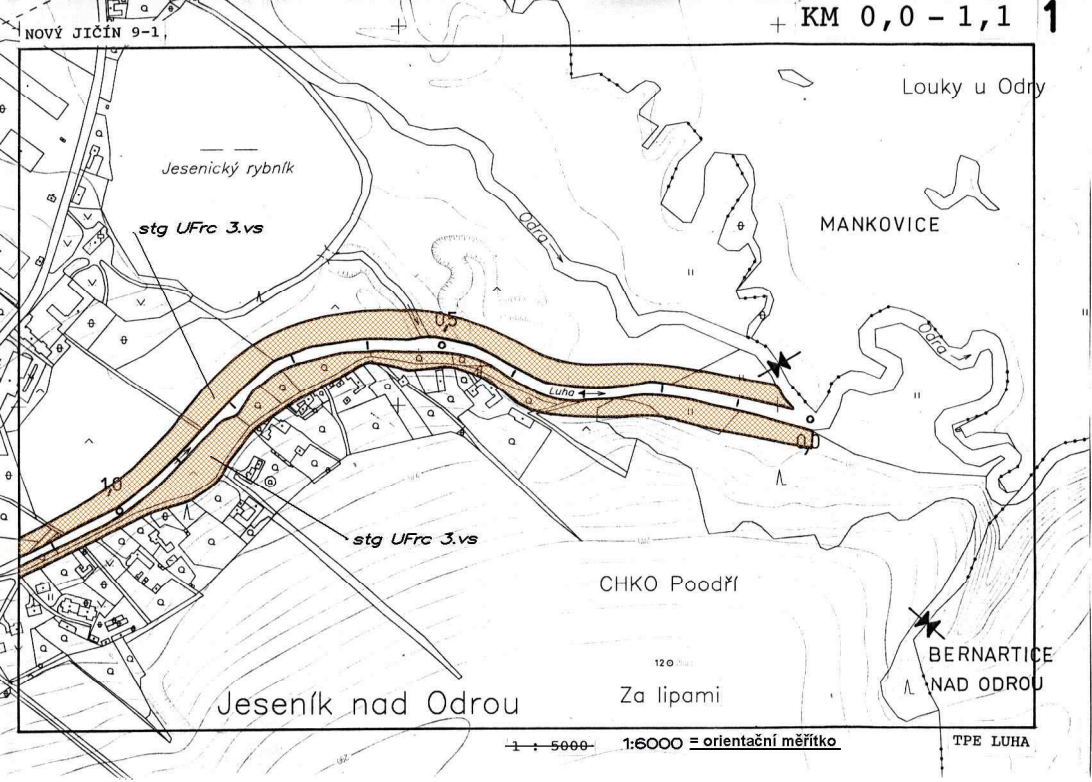 KM 0,0 - 1,1 1
NOVÝ JIČÍN 9-1
Louky u Odry
Jesenický rybník
stg UFrc 3.vs
Odra
MANKOVICE
0,5
Odra
Luha
0,0
1,0
stg UFrc 3.vs
CHKO Poodří
BERNARTICE
NAD ODROU
120
Za lipami
Jeseník nad Odrou
1 : 5000 1:6000 = orientační měřítko
TPE LUHA